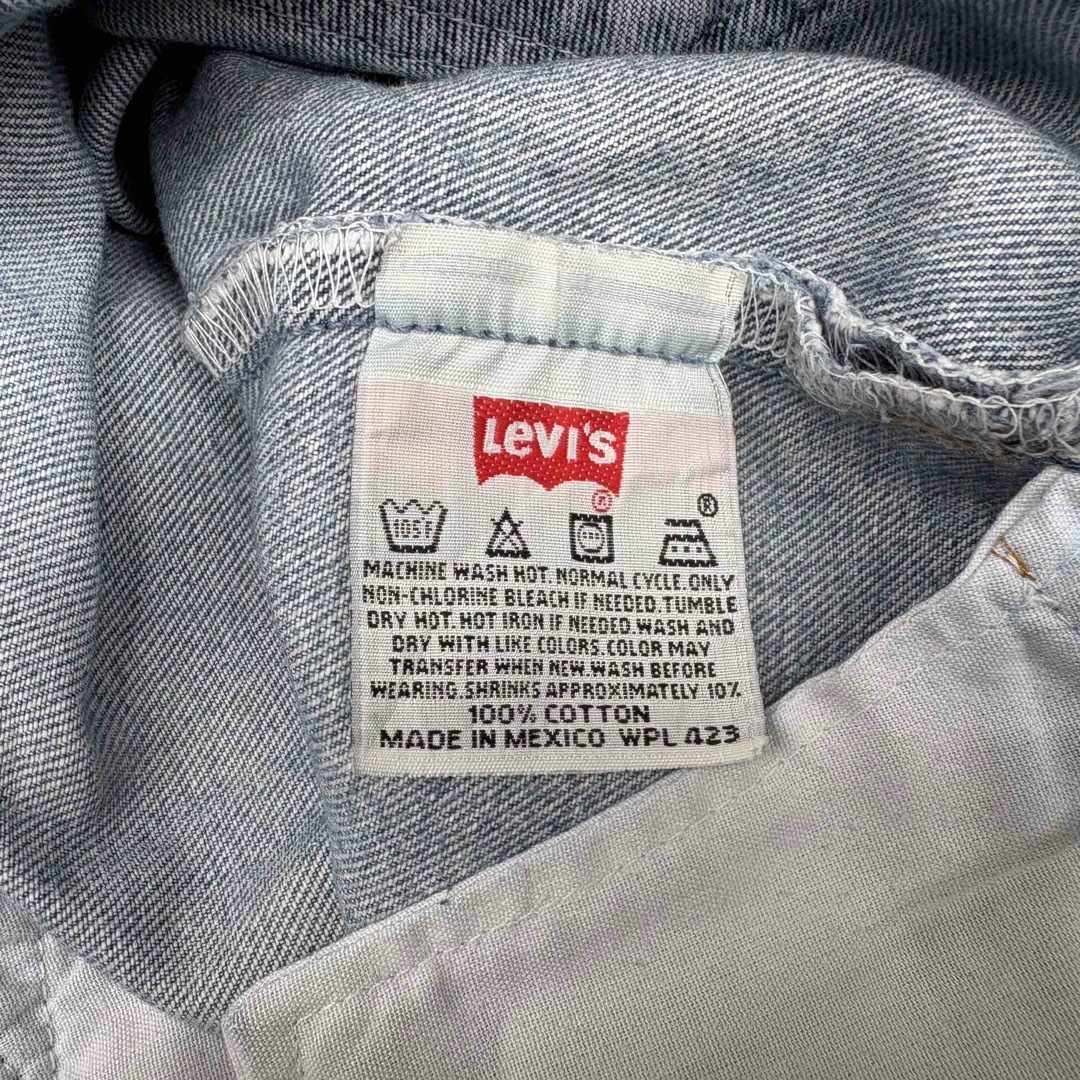 Levi's
®
®
105F
MACHINE WASH HOT. NORMAL CYCLE. ONLY
NON-CHLORINE BLEACH IF NEEDED. TUMBLE
DRY HOT. HOT IRON IF NEEDED. WASH AND
DRY WITH LIKE COLORS. COLOR MAY
TRANSFER WHEN NEW. WASH BEFORE
WEARING. SHRINKS APPROXIMATELY 10%
100% COTTON
MADE IN MEXICO WPL 423